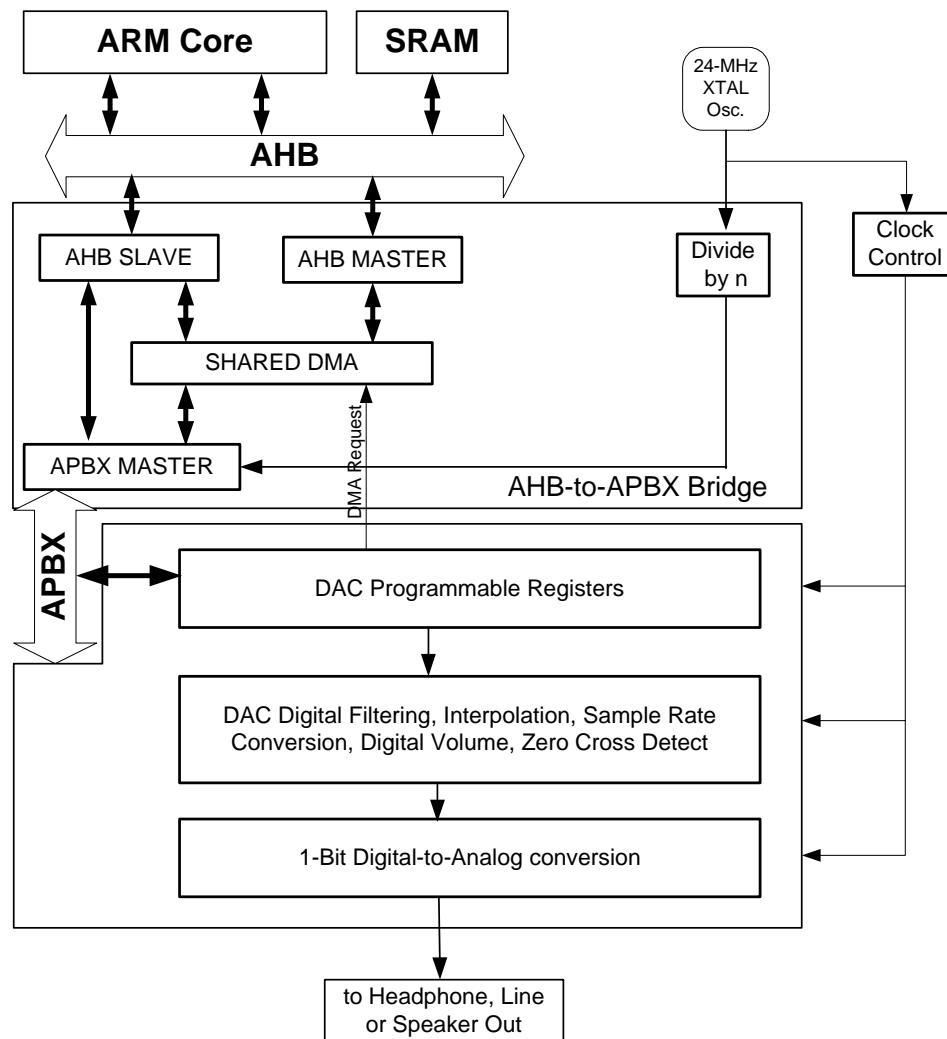 ARM Core
SRAM
24-MHz
XTAL
Osc.
AHB
AHB SLAVE
AHB MASTER
Divide
by n
Clock
Control
SHARED DMA
APBX MASTER
DMA Request
AHB-to-APBX Bridge
APBX
DAC Programmable Registers
DAC Digital Filtering, Interpolation, Sample Rate
Conversion, Digital Volume, Zero Cross Detect
1-Bit Digital-to-Analog conversion
to Headphone, Line
or Speaker Out